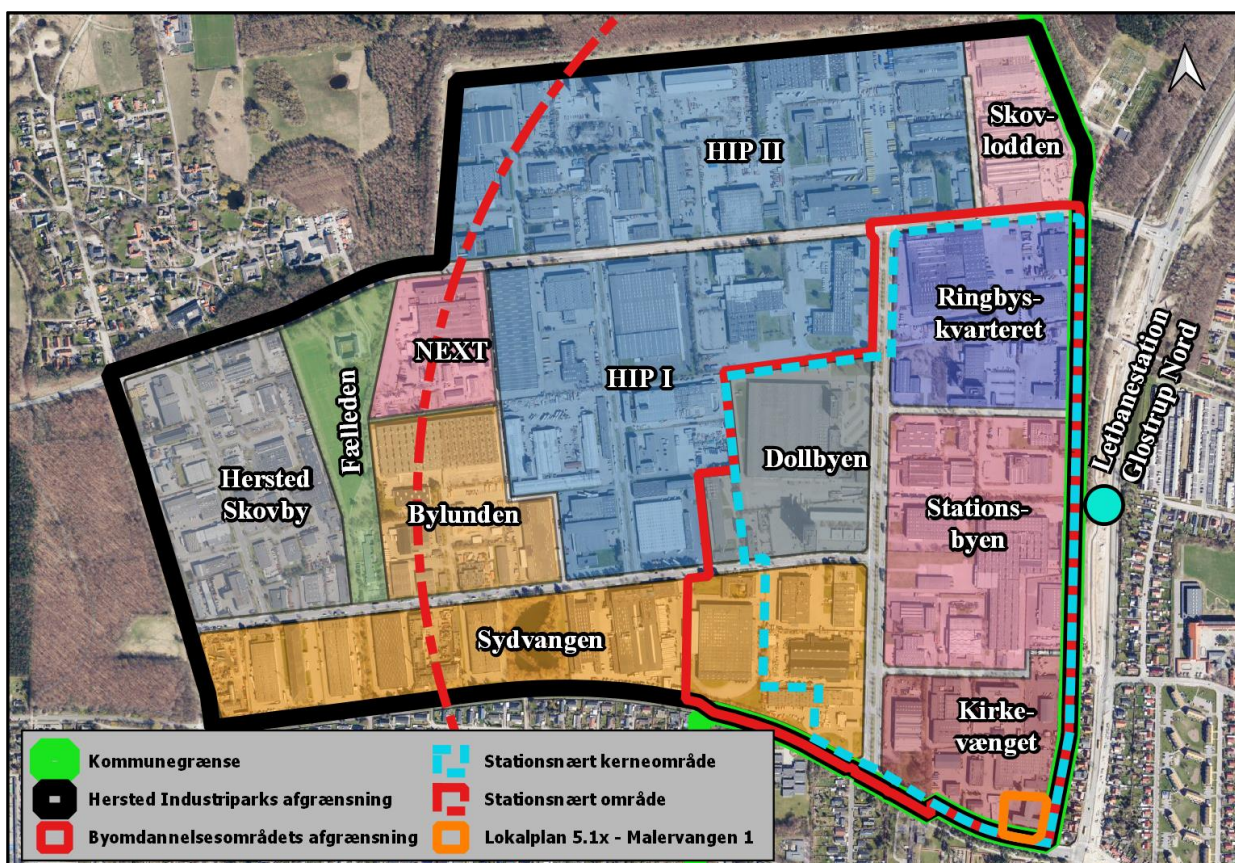 Skov-
lodden
HIP II
Ringbys-
kvarteret
NEXT
HIP I
Fælleden
Letbanestation
Glostrup Nord
Dollbyen
Hersted
Skovby
Bylunden
Stations-
byen
Sydvangen
Kirke-
vænget
Kommunegrænse
Hersted Industriparks afgrænsning
Byomdannelsesområdets afgrænsning
Stationsnært kerneområde
Stationsnært område
Lokalplan 5.1x - Malervangen 1